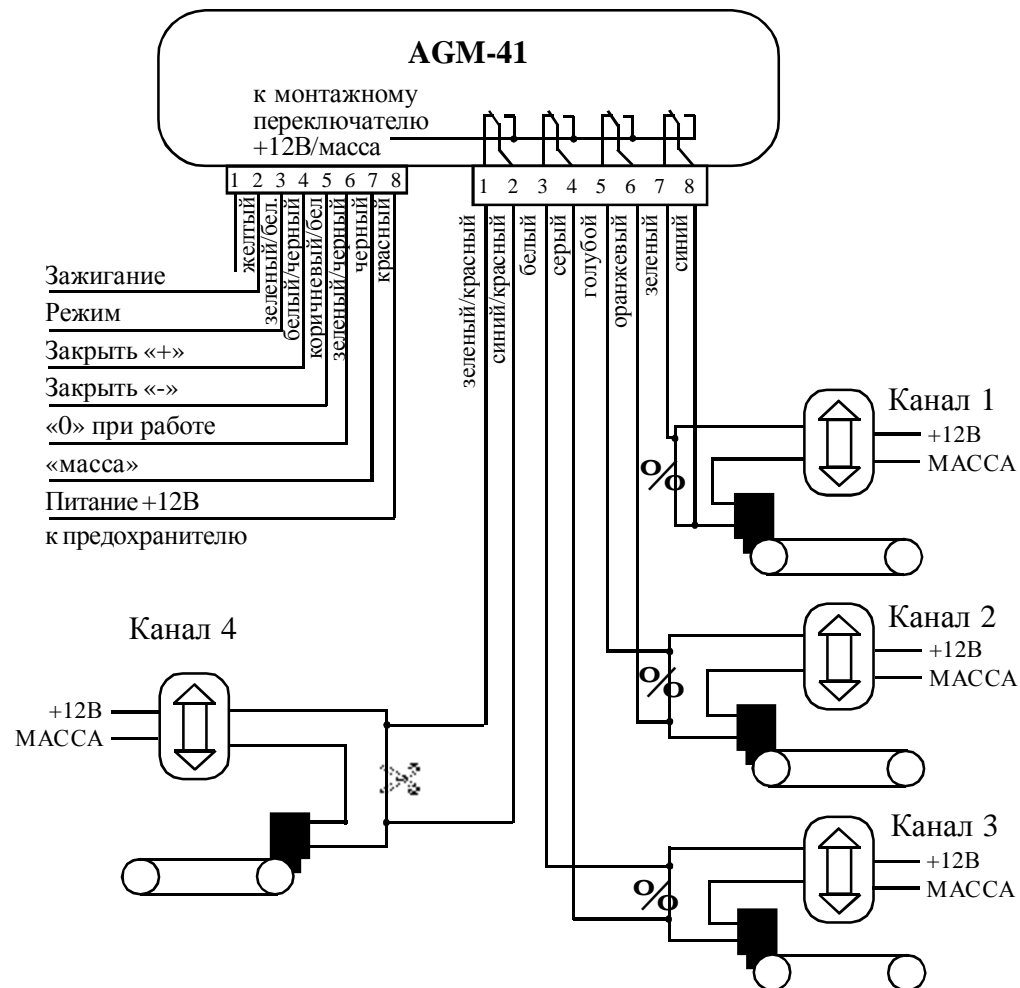 AGM-41
к монтажному
переключателю
+12В/масса
1 2 3 4 5 6 7 8
1 2 3 4 5 6 7 8
желтый
зеленый/бел.
белый/черный
коричневый/бел
зеленый/черный
черный
красный
зеленый/красный
синий/красный
белый
серый
голубой
оранжевый
зеленый
синий
Зажигание
Режим
Закрыть «+»
Закрыть «-»
«0» при работе
«масса»
Питание +12В
к предохранителю
Канал 1
+12В
МАССА
%
Канал 2
+12В
МАССА
%
Канал 4
+12В
МАССА
Канал 3
+12В
МАССА
%